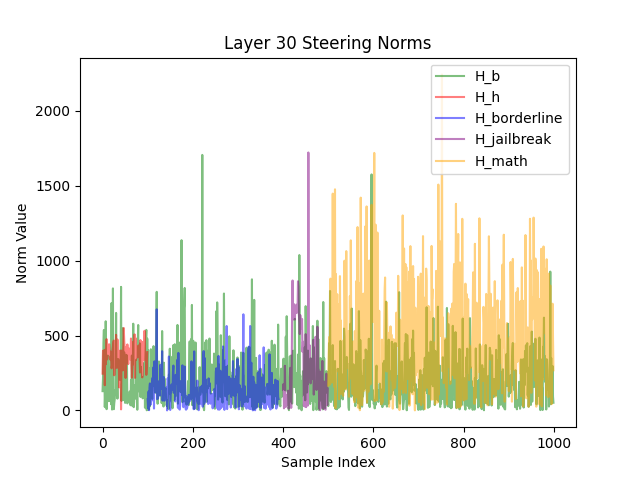 Layer 30 Steering Norms
H_b
H_h
H_borderline
H_jailbreak
H_math
Norm Value
2000
1500
1000
500
0
0 200 400 600 800 1000
Sample Index